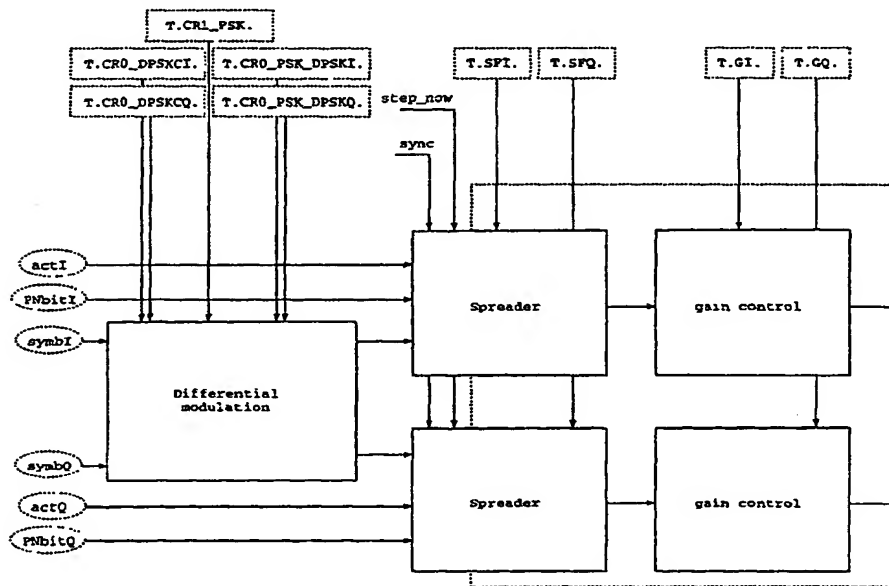 T.CR1_PSK.
T.CR0_DPSXCI. T.CR0_PSK_DPSKI. T.SFI. T.SFQ. T.GI. T.GQ.
T.CR0_DPSKCQ. T.CR0_PSK_DPSKQ.
step_now
sync
actI
PNbitI
Spreader
gain control
symbI
Differential
modulation
symbQ
actQ
Spreader
gain control
PNbitQ